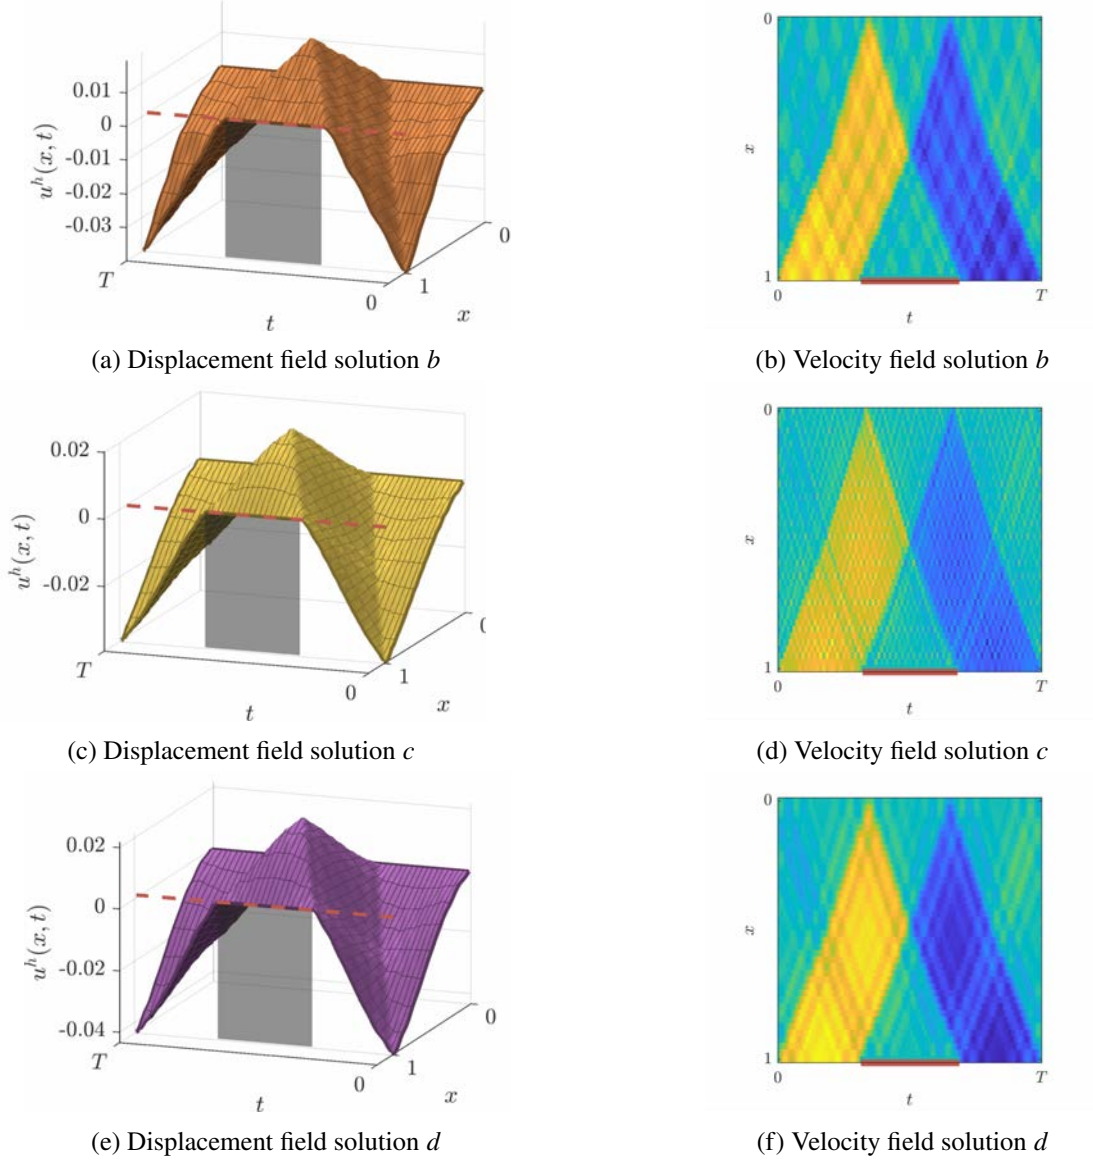 0.01
0
-0.01
-0.02
-0.03
u^h(x, t)
T
0
1
0
t
x
0
x
1
0
T
t
(a) Displacement field solution b
(b) Velocity field solution b
0.02
0
-0.02
u^h(x, t)
T
0
1
0
t
x
0
x
1
0
T
t
(c) Displacement field solution c
(d) Velocity field solution c
0.02
0
-0.02
-0.04
u^h(x, t)
T
0
1
0
t
x
0
x
1
0
T
t
(e) Displacement field solution d
(f) Velocity field solution d